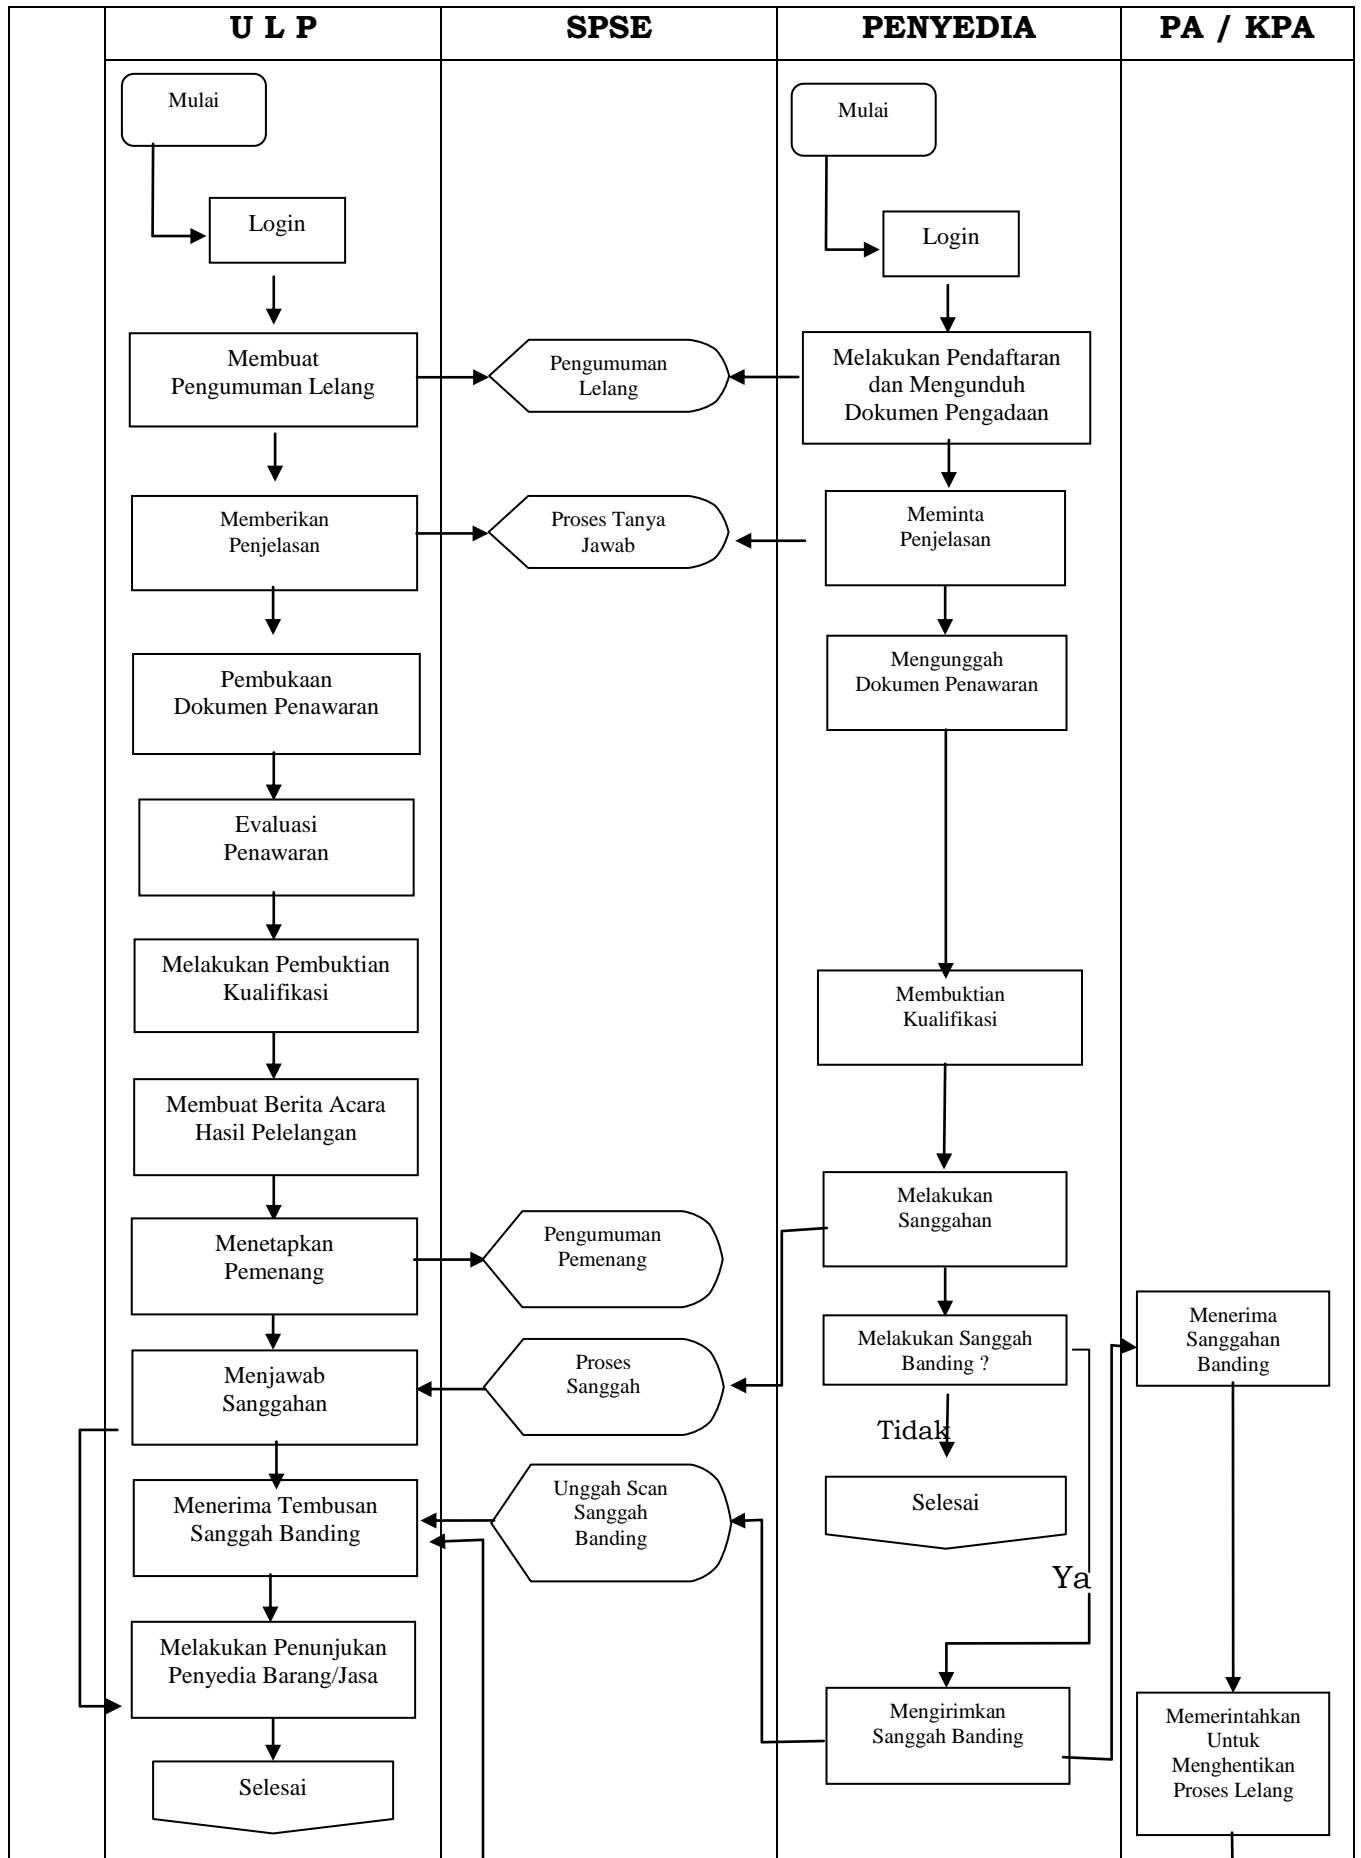 U L P
SPSE
PENYEDIA
PA / KPA
Mulai
Mulai
Login
Login
Membuat
Pengumuman Lelang
Pengumuman
Lelang
Melakukan Pendaftaran
dan Mengunduh
Dokumen Pengadaan
Memberikan
Penjelasan
Proses Tanya
Jawab
Meminta
Penjelasan
Pembukaan
Dokumen Penawaran
Mengunggah
Dokumen Penawaran
Evaluasi
Penawaran
Melakukan Pembuktian
Kualifikasi
Membuktian
Kualifikasi
Membuat Berita Acara
Hasil Pelelangan
Melakukan
Sanggahan
Menetapkan
Pemenang
Pengumuman
Pemenang
Melakukan Sanggah
Banding ?
Menerima
Sanggahan
Banding
Menjawab
Sanggahan
Proses
Sanggah
Tidak
Selesai
Menerima Tembusan
Sanggah Banding
Unggah Scan
Sanggah
Banding
Ya
Melakukan Penunjukan
Penyedia Barang/Jasa
Mengirimkan
Sanggah Banding
Memerintahkan
Untuk
Menghentikan
Proses Lelang
Selesai